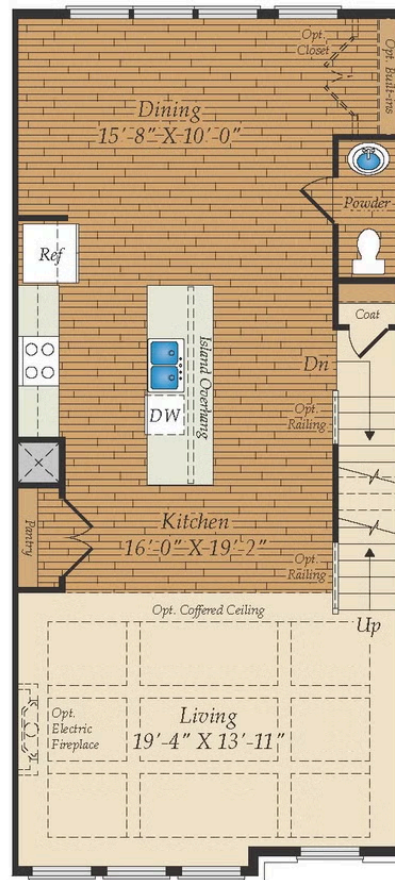 Opt.
Closet
Opt. Built-ins
Dining
15'-8" X 10'-0"
Powder
Ref
Coat
Island Overhang
Dn
DW
Opt.
Railing
Pantry
Kitchen
16'-0" X 19'-2"
Opt.
Railing
Opt. Coffered Ceiling
Up
Opt.
Electric
Fireplace
Living
19'-4" X 13'-11"